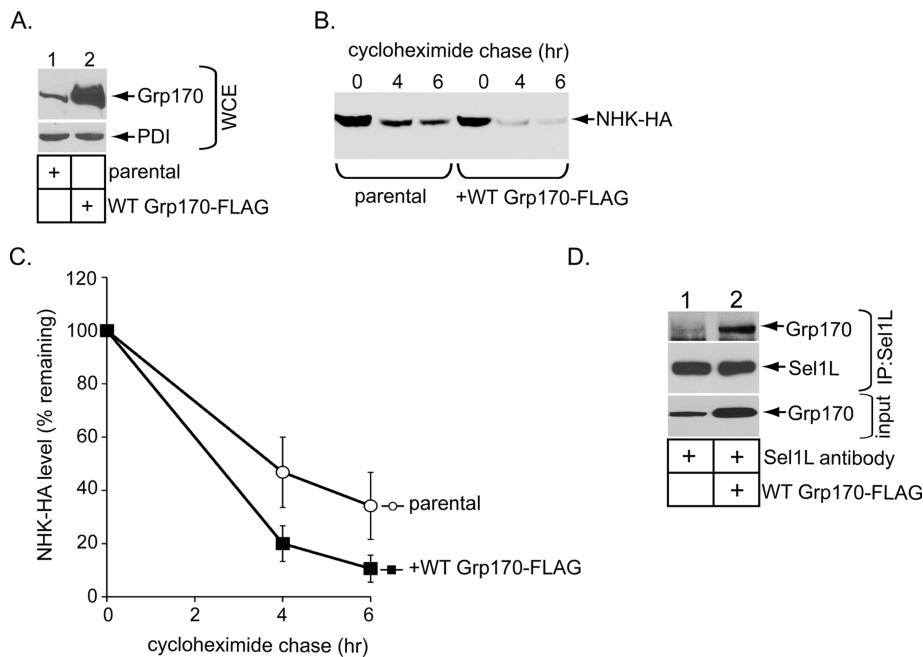 A.
1 2
Grp170
PDI
WCE
+ parental
+ WT Grp170-FLAG
B.
cycloheximide chase (hr)
0 4 6 0 4 6
NHK-HA
parental +WT Grp170-FLAG
C.
NHK-HA level (% remaining)
120
100
80
60
40
20
0
0 2 4 6
cycloheximide chase (hr)
parental
+WT Grp170-FLAG
D.
1 2
Grp170
Sel1L
IP:Sel1L
Grp170
input
+ + Sel1L antibody
+ WT Grp170-FLAG